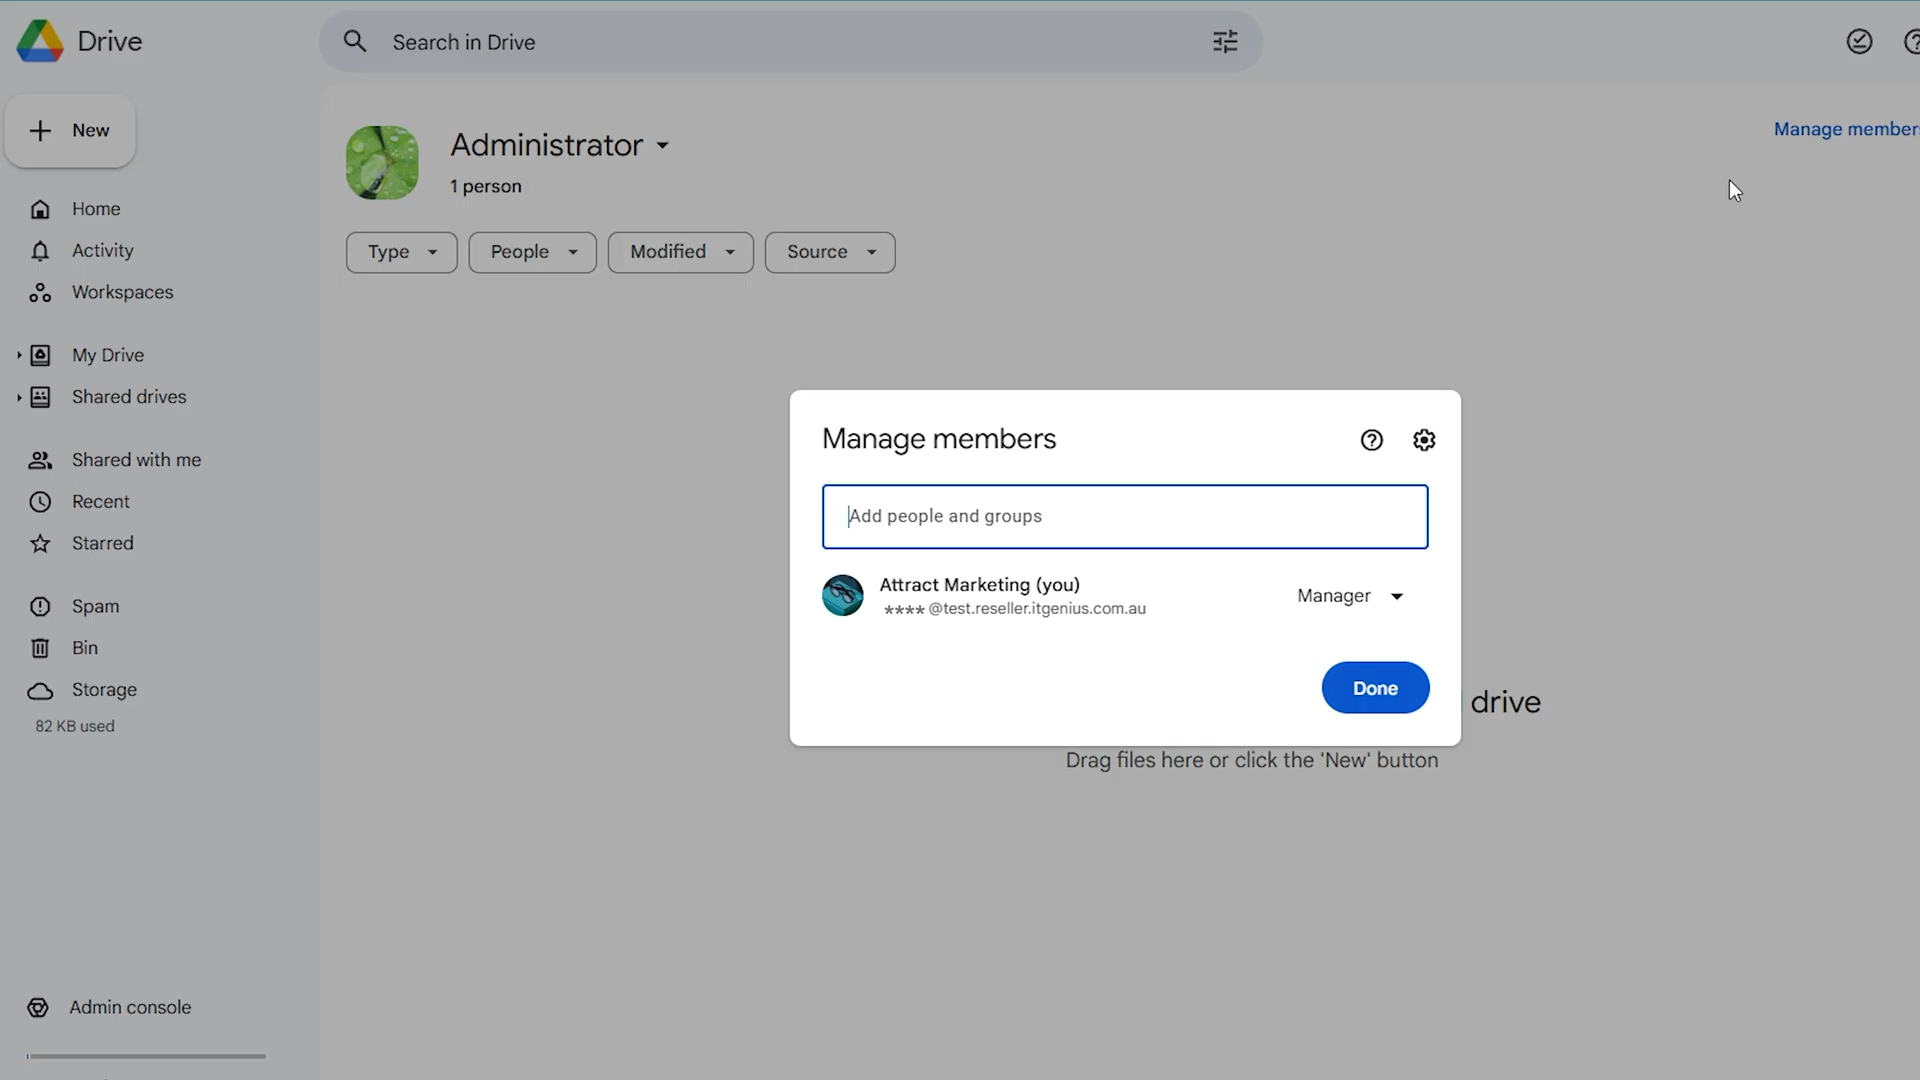 Drive
Search in Drive
New
Administrator
1 person
Manage members
Type
People
Modified
Source
Home
Activity
Workspaces
My Drive
Shared drives
Shared with me
Recent
Starred
Spam
Bin
Storage
82 KB used
Manage members
Add people and groups
Attract Marketing (you)
**** @test.reseller.itgenius.com.au
Manager
Done
drive
Drag files here or click the 'New' button
Admin console